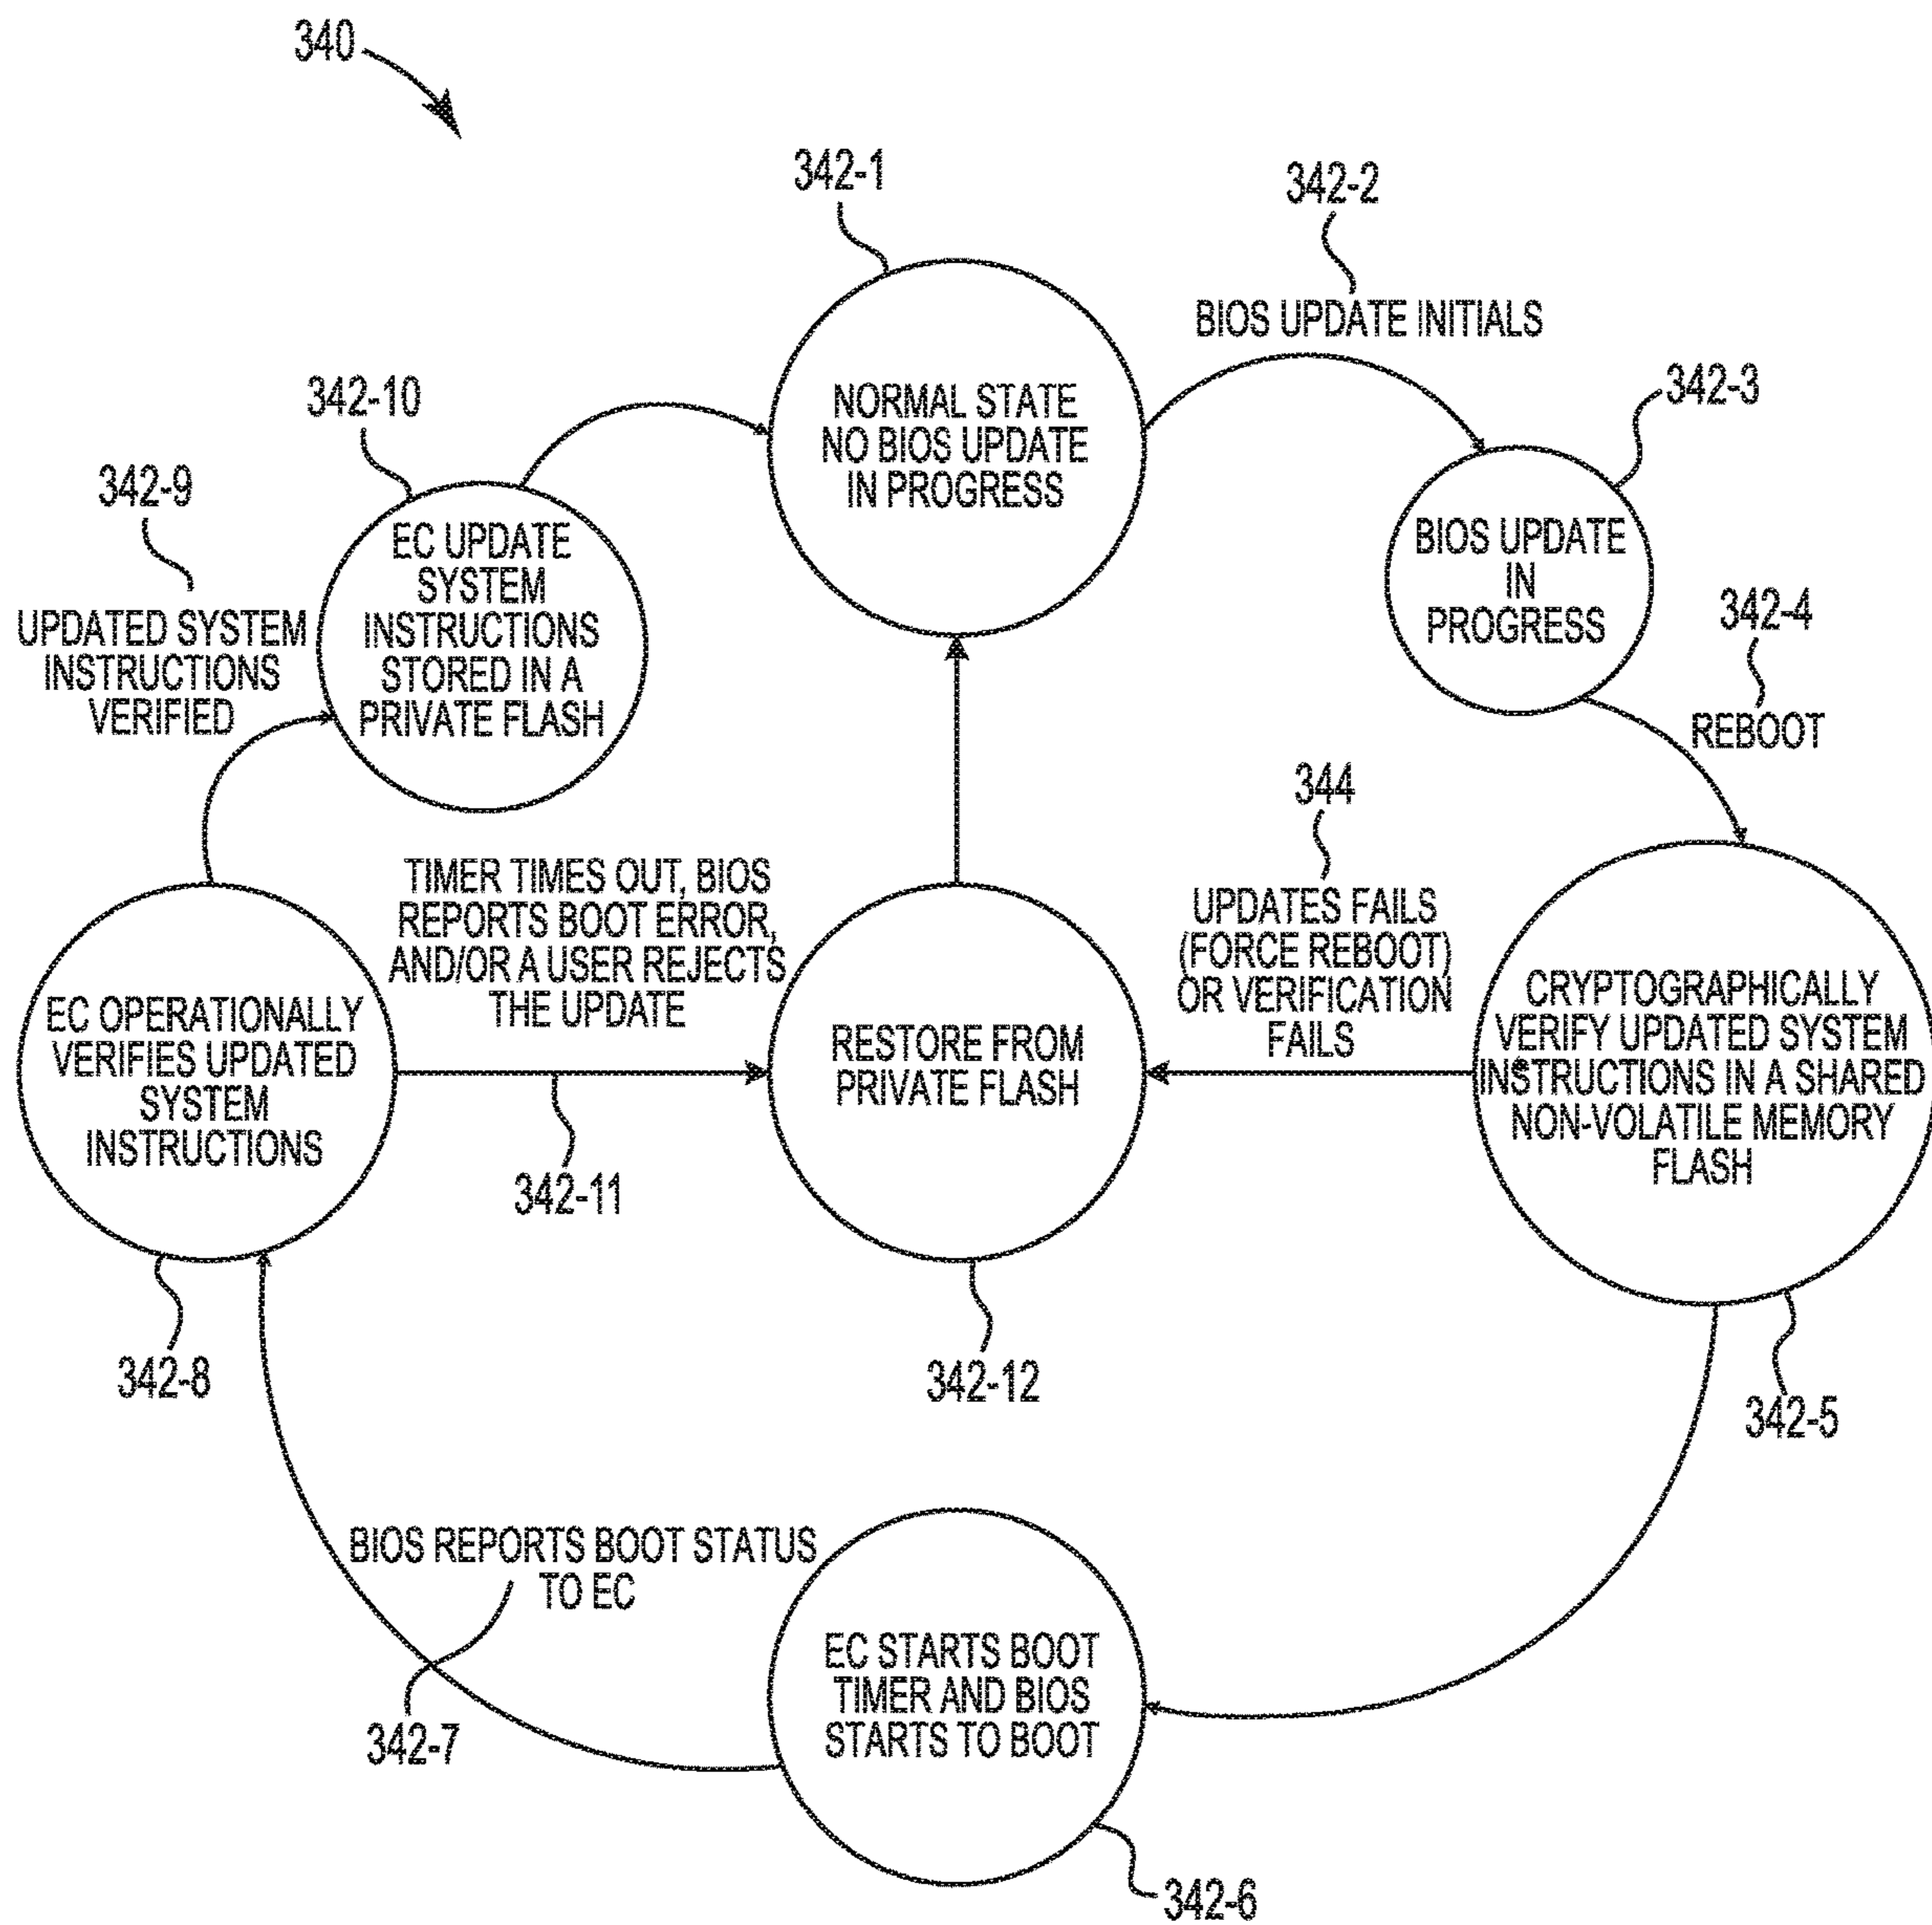 340
342-1
342-2
BIOS UPDATE INITIALS
342-3
342-10
NORMAL STATE
NO BIOS UPDATE
IN PROGRESS
342-9
UPDATED SYSTEM
INSTRUCTIONS
VERIFIED
EC UPDATE
SYSTEM
INSTRUCTIONS
STORED IN A
PRIVATE FLASH
BIOS UPDATE
IN
PROGRESS
342-4
REBOOT
344
UPDATES FAILS
(FORCE REBOOT)
OR VERIFICATION
FAILS
TIMER TIMES OUT, BIOS
REPORTS BOOT ERROR,
AND/OR A USER REJECTS
THE UPDATE
EC OPERATIONALLY
VERIFIES UPDATED
SYSTEM
INSTRUCTIONS
RESTORE FROM
PRIVATE FLASH
CRYPTOGRAPHICALLY
VERIFY UPDATED SYSTEM
INSTRUCTIONS IN A SHARED
NON-VOLATILE MEMORY
FLASH
342-11
342-8
342-12
342-5
BIOS REPORTS BOOT STATUS
TO EC
342-7
EC STARTS BOOT
TIMER AND BIOS
STARTS TO BOOT
342-6